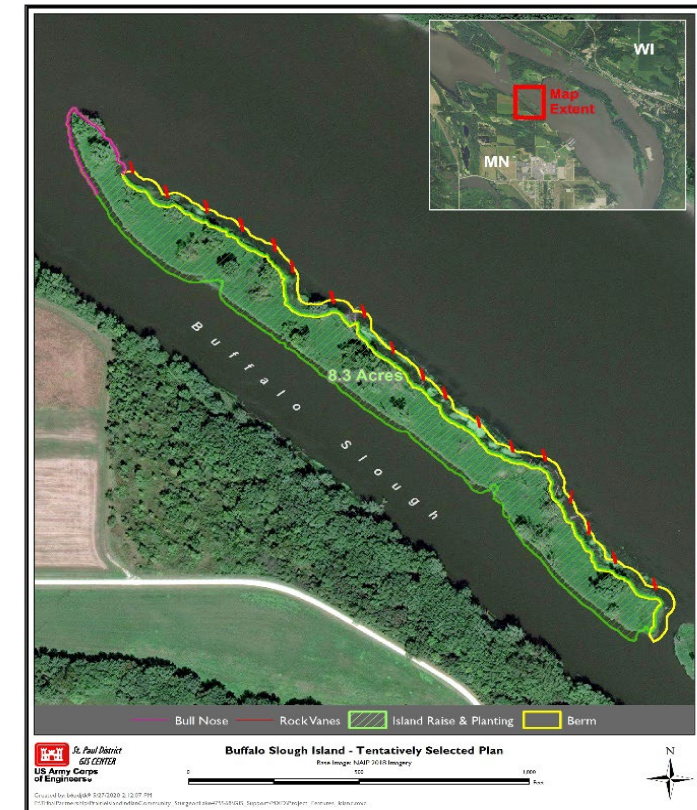 WI
Map
Extent
MN
Buffalo Slough
8.3 Acres
Bull Nose Rock Vanes Island Raise & Planting Berm
St. Paul District
GIS CENTER
US Army Corps
of Engineers®
Buffalo Slough Island - Tentatively Selected Plan
Base Image: NAIP 2018 Imagery
0 500 1,000
Feet
N